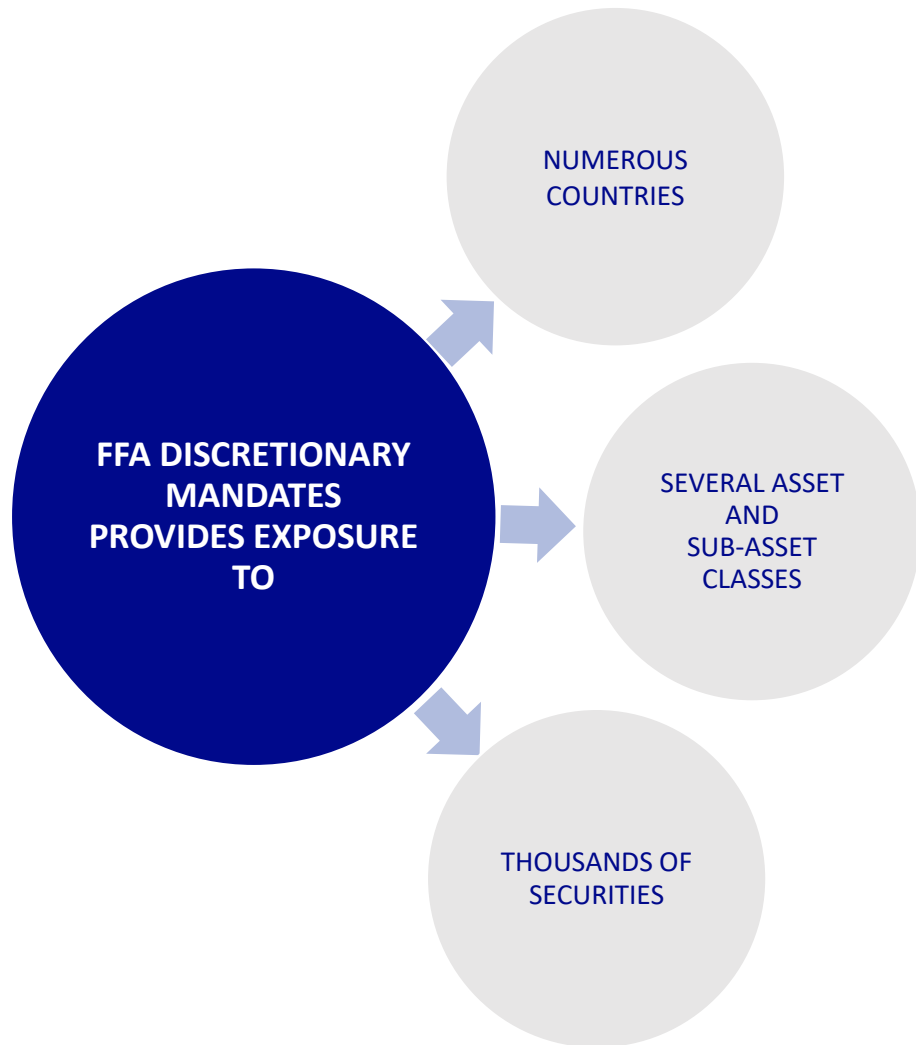 NUMEROUS
COUNTRIES
FFA DISCRETIONARY
MANDATES
PROVIDES EXPOSURE
TO
SEVERAL ASSET
AND
SUB-ASSET
CLASSES
THOUSANDS OF
SECURITIES